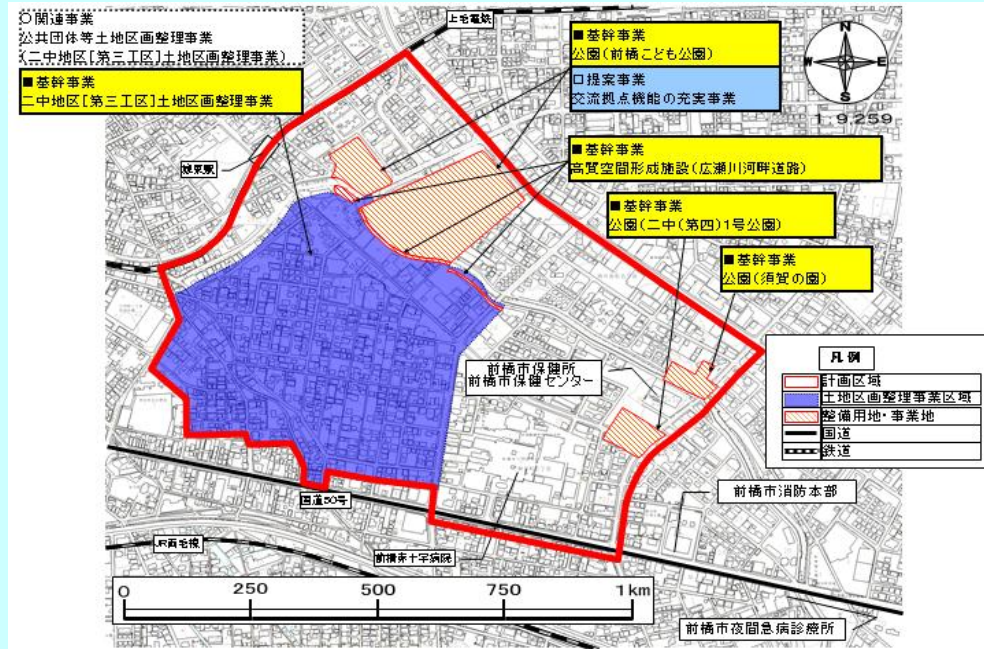 ○関連事業
公共団体等土地区画整理事業
(二中地区[第三工区]土地区画整理事業)
■基幹事業
二中地区[第三工区]土地区画整理事業
上毛電鉄
■基幹事業
公園(前橋こども公園)
□提案事業
交流拠点機能の充実事業
N
W E
S
1:9,259
城東駅
■基幹事業
高質空間形成施設(広瀬川河畔道路)
■基幹事業
公園(二中(第四)1号公園)
■基幹事業
公園(須賀の園)
前橋市保健所
前橋市保健センター
凡例
計画区域
土地区画整理事業区域
整備用地・事業地
国道
鉄道
国道50号
前橋市消防本部
JR両毛線
前橋赤十字病院
0 250 500 750 1km
前橋市夜間急病診療所